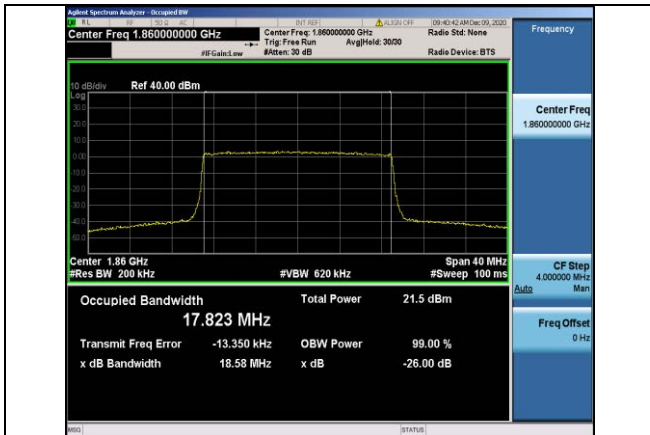 Agilent Spectrum Analyzer - Occupied BW
RL RF 50 Ω AC INT REF ALIGN OFF 09:40:42 AM Dec 09, 2020
Center Freq 1.860000000 GHz
Center Freq: 1.860000000 GHz
Radio Std: None
Frequency
Trig: Free Run Avg|Hold: 30/30
#IFGain:Low #Atten: 30 dB Radio Device: BTS
10 dB/div Ref 40.00 dBm
Log
30.0
20.0
10.0
0.00
-10.0
-20.0
-30.0
-40.0
-50.0
Center Freq
1.860000000 GHz
Center 1.86 GHz Span 40 MHz
#Res BW 200 kHz #VBW 620 kHz #Sweep 100 ms
CF Step
4.000000 MHz
Auto Man
Occupied Bandwidth Total Power 21.5 dBm
17.823 MHz
Transmit Freq Error -13.350 kHz OBW Power 99.00 %
x dB Bandwidth 18.58 MHz x dB -26.00 dB
Freq Offset
0 Hz
MSG STATUS